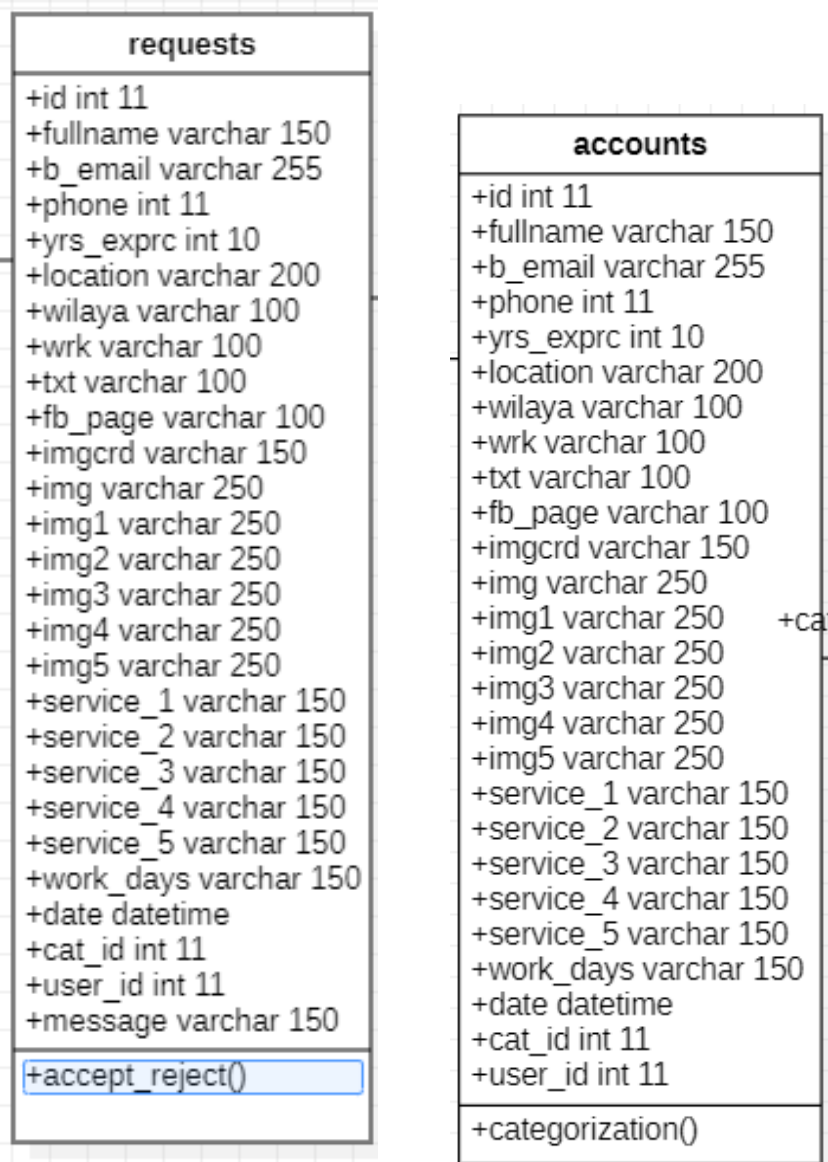 requests
+id int 11
+fullname varchar 150
+b_email varchar 255
+phone int 11
+yrs_exprc int 10
+location varchar 200
+wilaya varchar 100
+wrk varchar 100
+txt varchar 100
+fb_page varchar 100
+imgcrd varchar 150
+img varchar 250
+img1 varchar 250
+img2 varchar 250
+img3 varchar 250
+img4 varchar 250
+img5 varchar 250
+service_1 varchar 150
+service_2 varchar 150
+service_3 varchar 150
+service_4 varchar 150
+service_5 varchar 150
+work_days varchar 150
+date datetime
+cat_id int 11
+user_id int 11
+message varchar 150
+accept_reject()
accounts
+id int 11
+fullname varchar 150
+b_email varchar 255
+phone int 11
+yrs_exprc int 10
+location varchar 200
+wilaya varchar 100
+wrk varchar 100
+txt varchar 100
+fb_page varchar 100
+imgcrd varchar 150
+img varchar 250
+img1 varchar 250
+img2 varchar 250
+img3 varchar 250
+img4 varchar 250
+img5 varchar 250
+service_1 varchar 150
+service_2 varchar 150
+service_3 varchar 150
+service_4 varchar 150
+service_5 varchar 150
+work_days varchar 150
+date datetime
+cat_id int 11
+user_id int 11
+categorization()